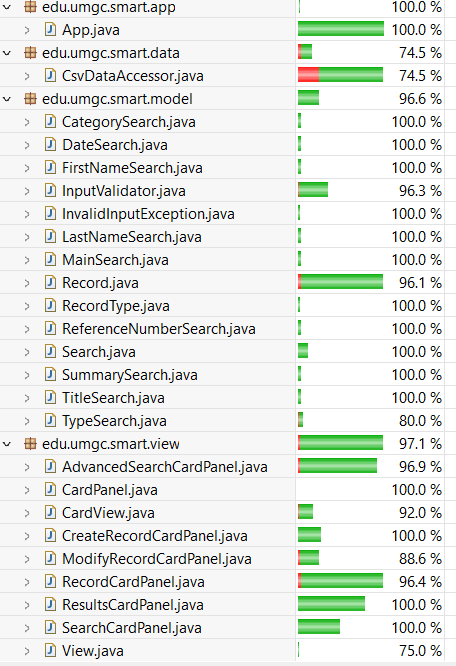 edu.umgc.smart.app 100.0 %
App.java 100.0 %
edu.umgc.smart.data 74.5 %
CsvDataAccessor.java 74.5 %
edu.umgc.smart.model 96.6 %
CategorySearch.java 100.0 %
DateSearch.java 100.0 %
FirstNameSearch.java 100.0 %
InputValidator.java 96.3 %
InvalidInputException.java 100.0 %
LastNameSearch.java 100.0 %
MainSearch.java 100.0 %
Record.java 96.1 %
RecordType.java 100.0 %
ReferenceNumberSearch.java 100.0 %
Search.java 100.0 %
SummarySearch.java 100.0 %
TitleSearch.java 100.0 %
TypeSearch.java 80.0 %
edu.umgc.smart.view 97.1 %
AdvancedSearchCardPanel.java 96.9 %
CardPanel.java 100.0 %
CardView.java 92.0 %
CreateRecordCardPanel.java 100.0 %
ModifyRecordCardPanel.java 88.6 %
RecordCardPanel.java 96.4 %
ResultsCardPanel.java 100.0 %
SearchCardPanel.java 100.0 %
View.java 75.0 %